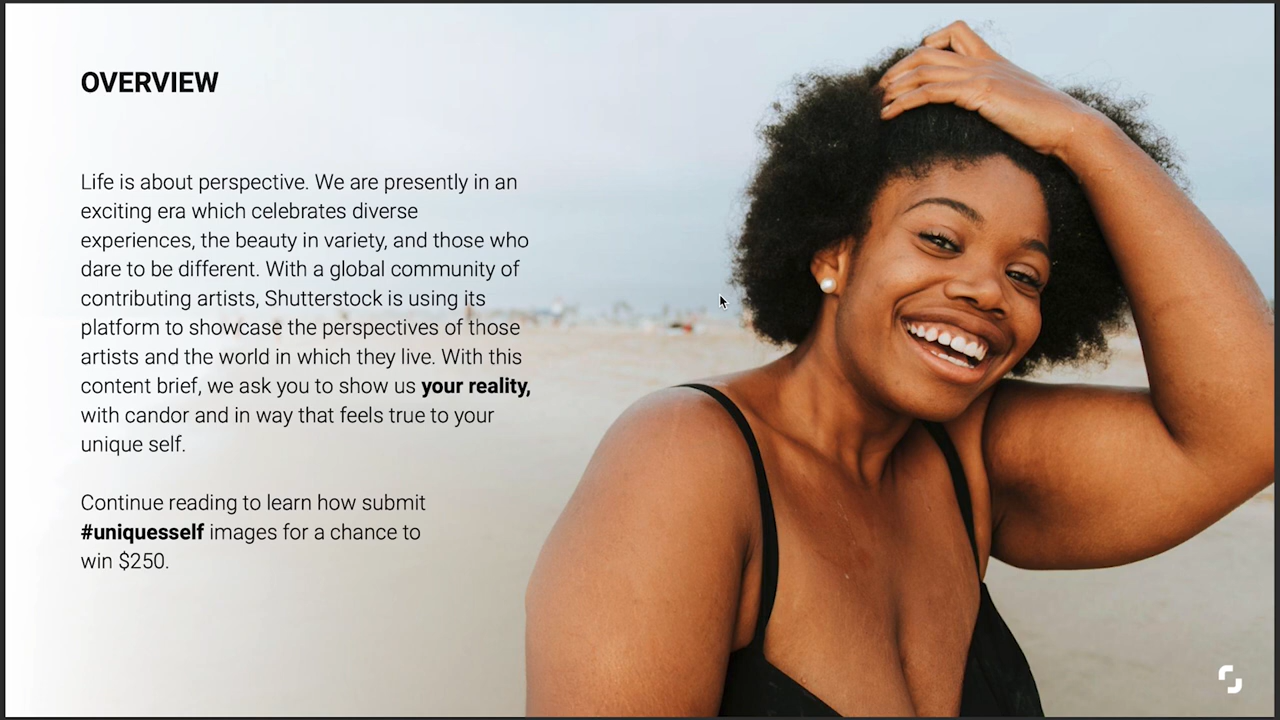 OVERVIEW
Life is about perspective. We are presently in an
exciting era which celebrates diverse
experiences, the beauty in variety, and those who
dare to be different. With a global community of
contributing artists, Shutterstock is using its
platform to showcase the perspectives of those
artists and the world in which they live. With this
content brief, we ask you to show us your reality,
with candor and in way that feels true to your
unique self.
Continue reading to learn how submit
#uniquesself images for a chance to
win $250.